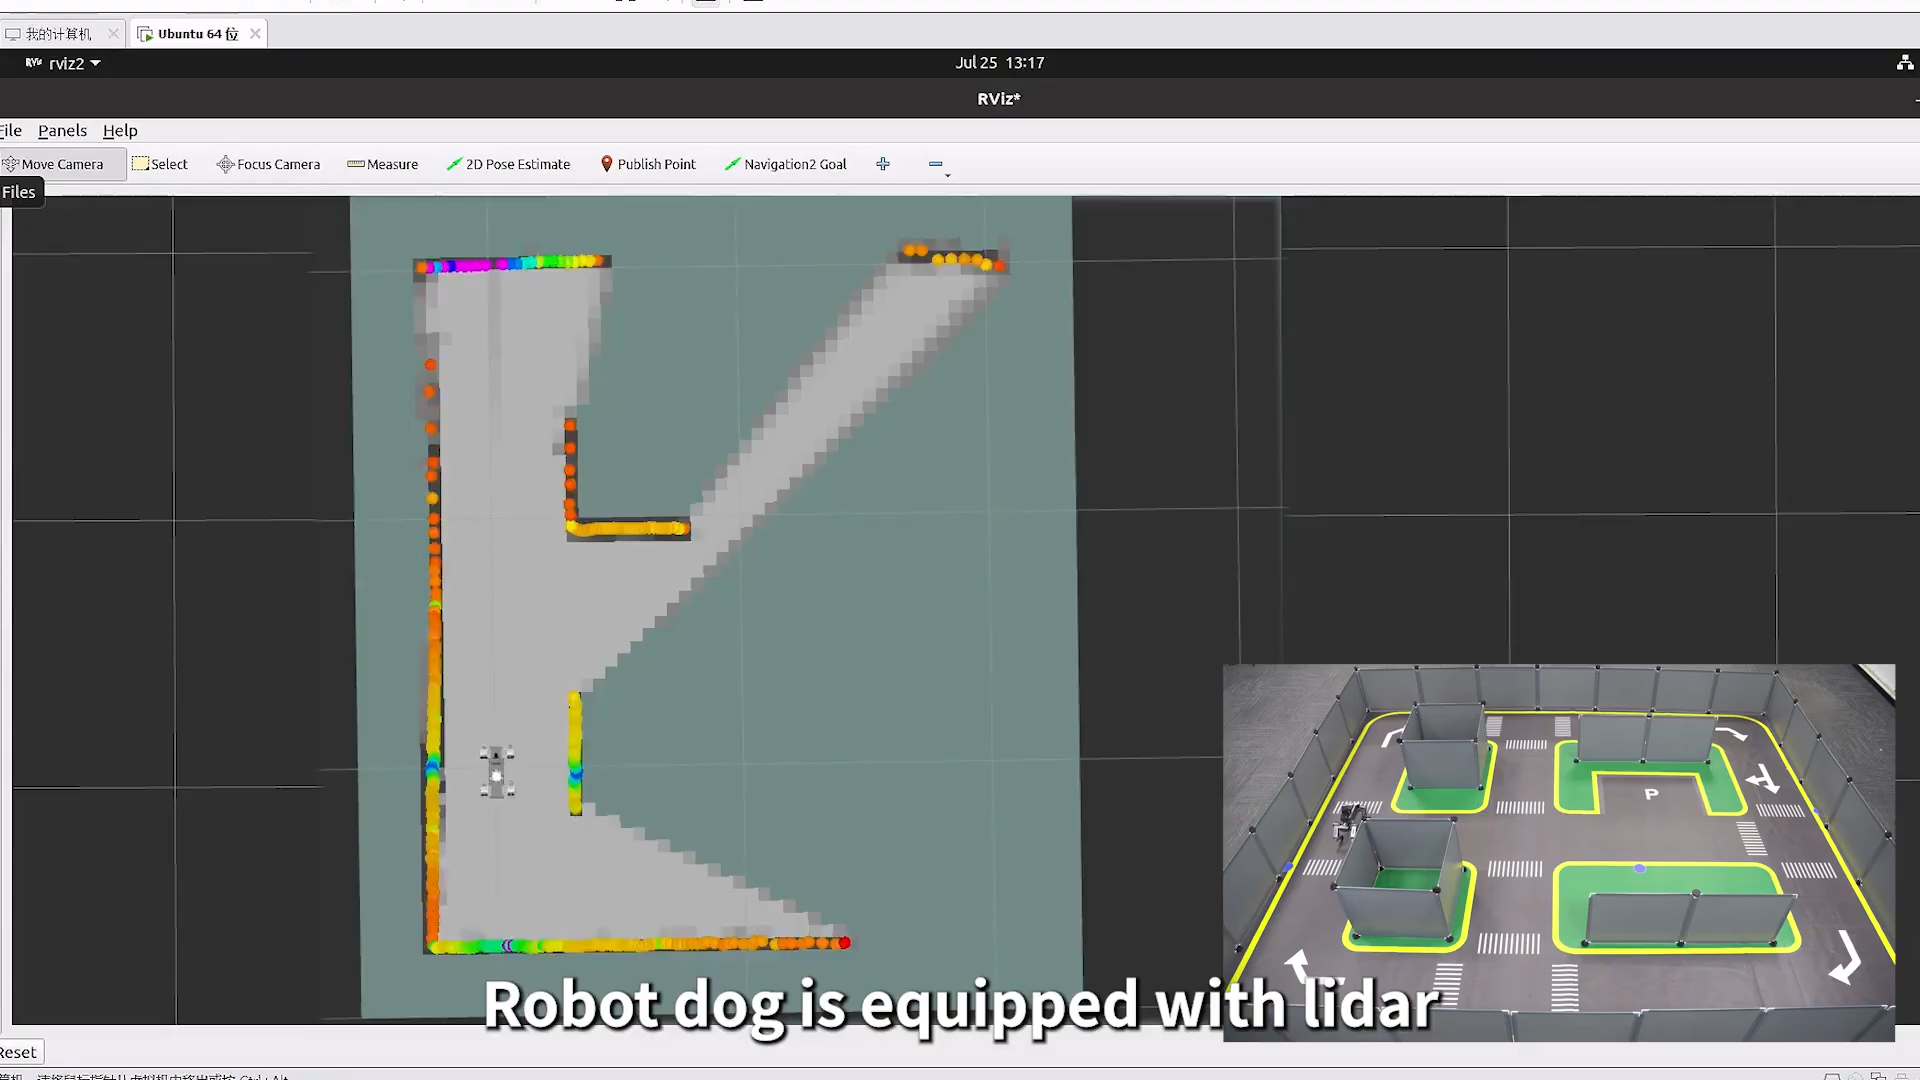 我的计算机
Ubuntu 64 位
rviz2
Jul 25 13:17
RViz*
File Panels Help
Move Camera Select Focus Camera Measure 2D Pose Estimate Publish Point Navigation2 Goal
Files
P
Robot dog is equipped with lidar
Reset